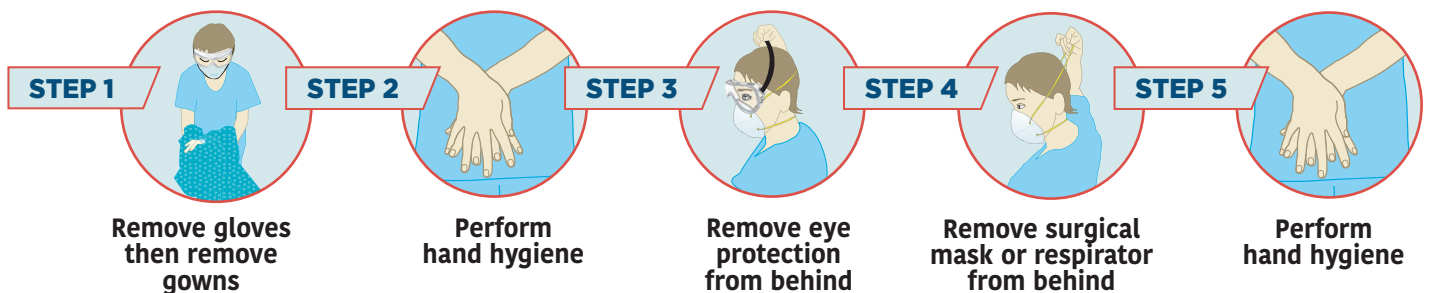 STEP 1
Remove gloves
then remove
gowns
STEP 2
Perform
hand hygiene
STEP 3
Remove eye
protection
from behind
STEP 4
Remove surgical
mask or respirator
from behind
STEP 5
Perform
hand hygiene